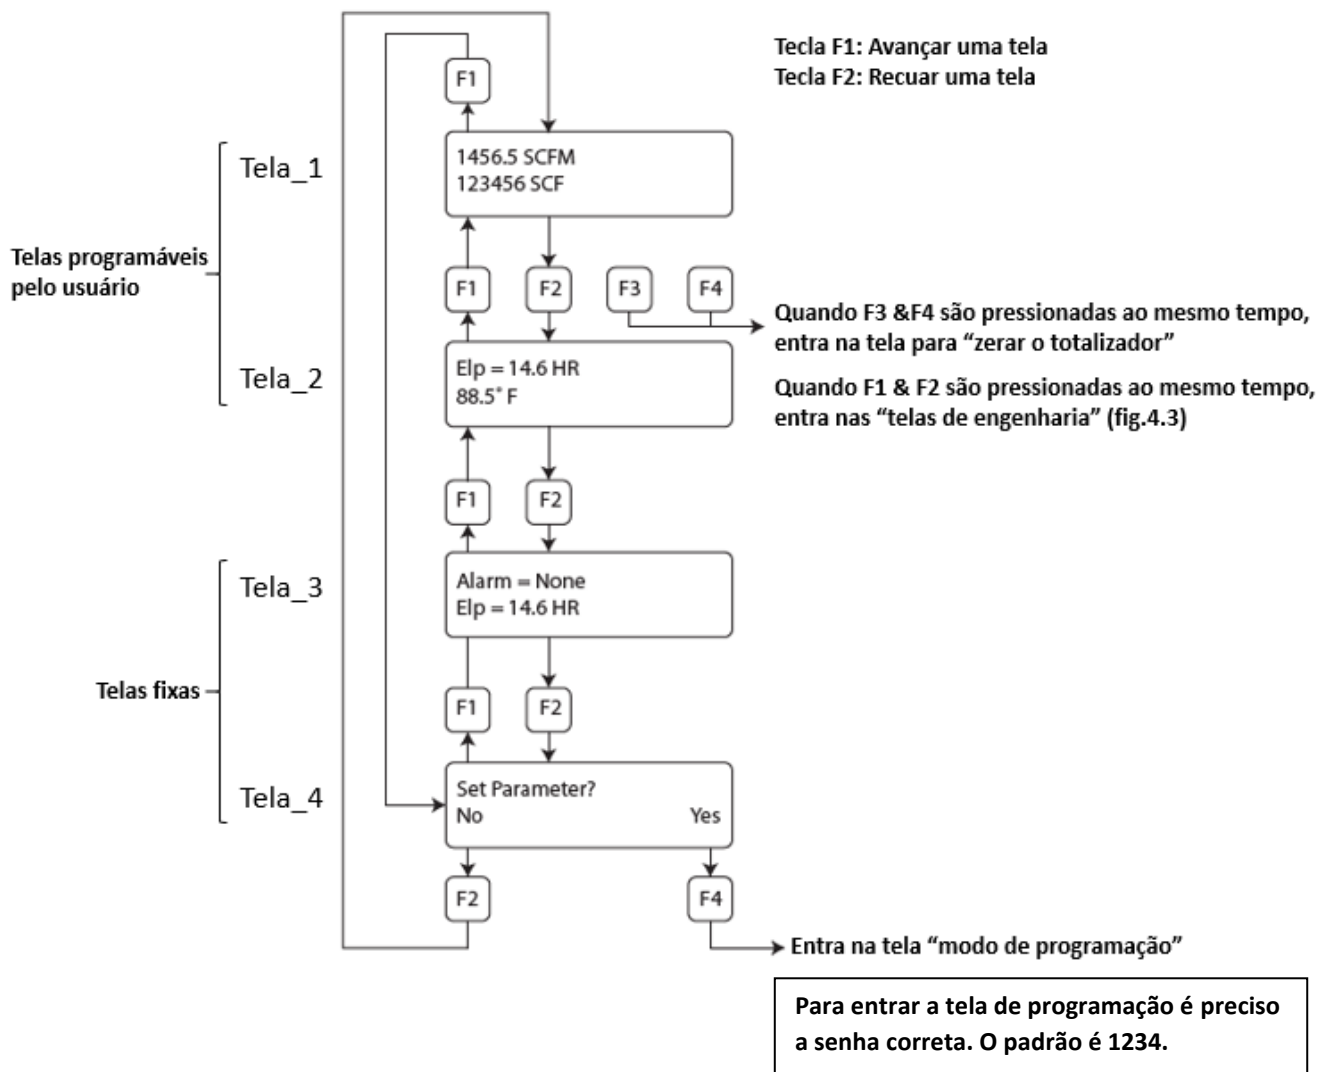 Tecla F1: Avançar uma tela
Tecla F2: Recuar uma tela
F1
Tela_1
1456.5 SCFM
123456 SCF
Telas programáveis
pelo usuário
F1
F2
F3
F4
Quando F3 &F4 são pressionadas ao mesmo tempo,
entra na tela para “zerar o totalizador”
Tela_2
Elp = 14.6 HR
88.5° F
Quando F1 & F2 são pressionadas ao mesmo tempo,
entra nas “telas de engenharia” (fig.4.3)
F1
F2
Tela_3
Alarm = None
Elp = 14.6 HR
Telas fixas
F1
F2
Tela_4
Set Parameter?
No Yes
F2
F4
Entra na tela “modo de programação”
Para entrar a tela de programação é preciso
a senha correta. O padrão é 1234.